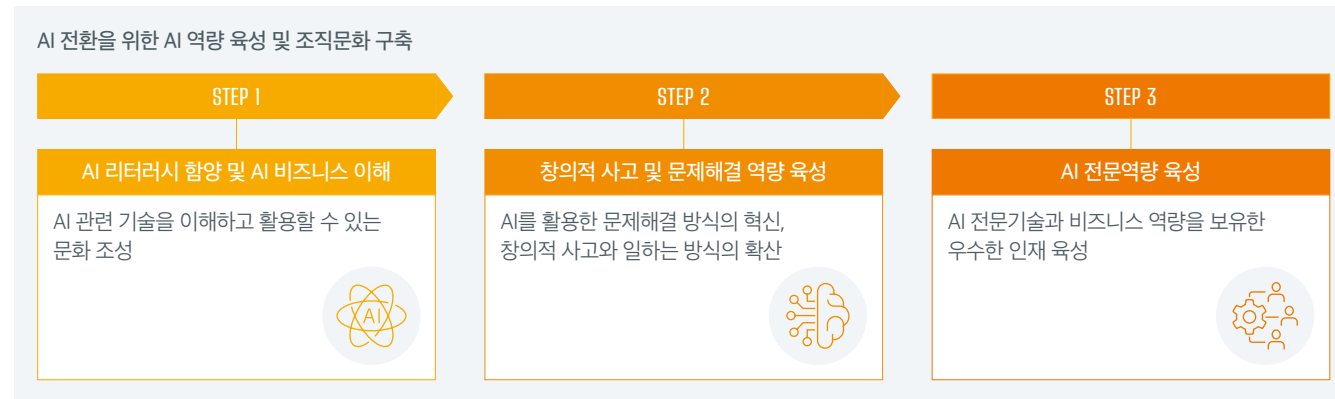 AI 전환을 위한 AI 역량 육성 및 조직문화 구축
STEP 1
AI 리터러시 함양 및 AI 비즈니스 이해
AI 관련 기술을 이해하고 활용할 수 있는
문화 조성
AI
STEP 2
창의적 사고 및 문제해결 역량 육성
AI를 활용한 문제해결 방식의 혁신,
창의적 사고와 일하는 방식의 확산
STEP 3
AI 전문역량 육성
AI 전문기술과 비즈니스 역량을 보유한
우수한 인재 육성